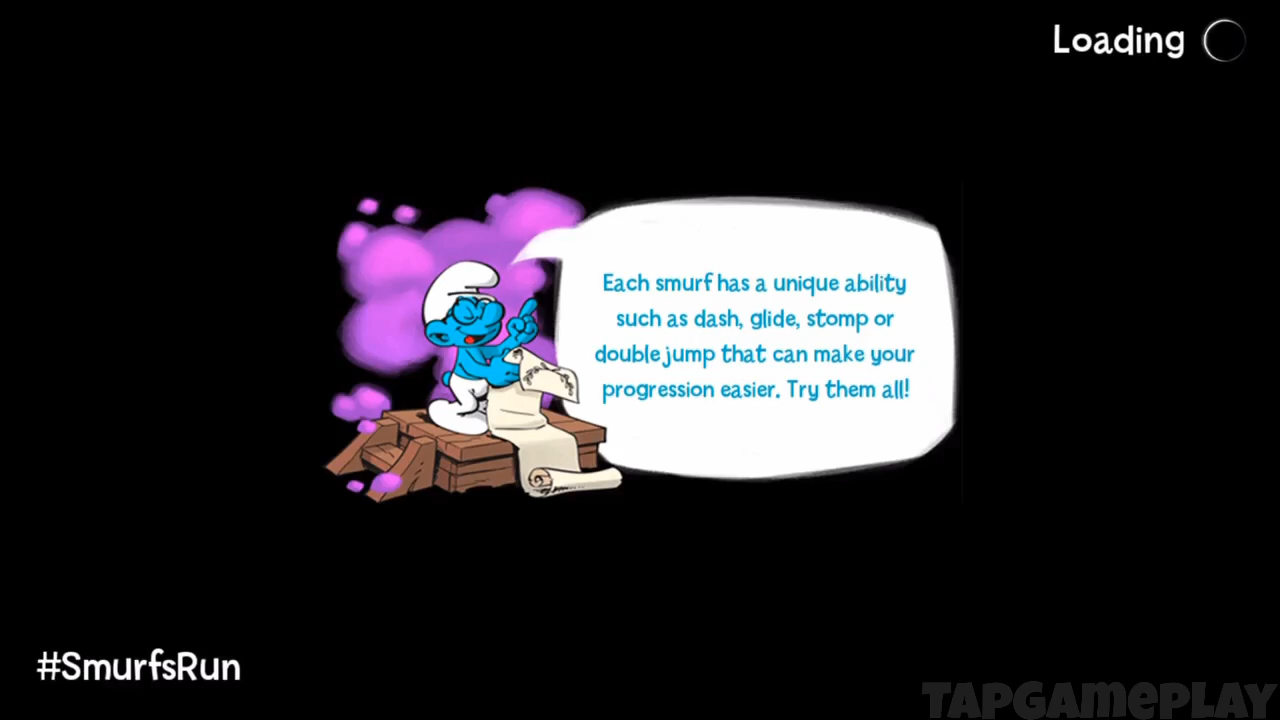 Loading
Each smurf has a unique ability
such as dash, glide, stomp or
double jump that can make your
progression easier. Try them all!
#SmurfsRun
TAPGAMEPLAY